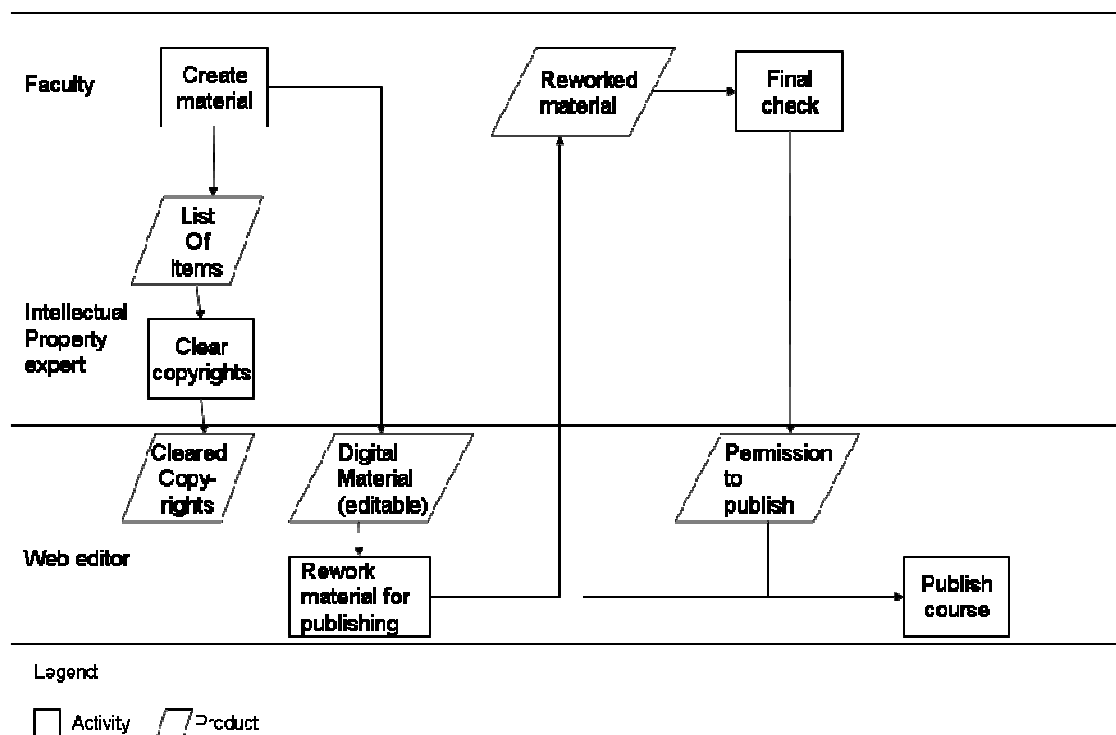 Faculty
Create
material
Reworked
material
Final
check
List
Of
Items
Intellectual
Property
expert
Clear
copyrights
Cleared
Copy-
rights
Digital
Material
(editable)
Permission
to
publish
Web editor
Rework
material for
publishing
Publish
course
Legend
Activity
Product